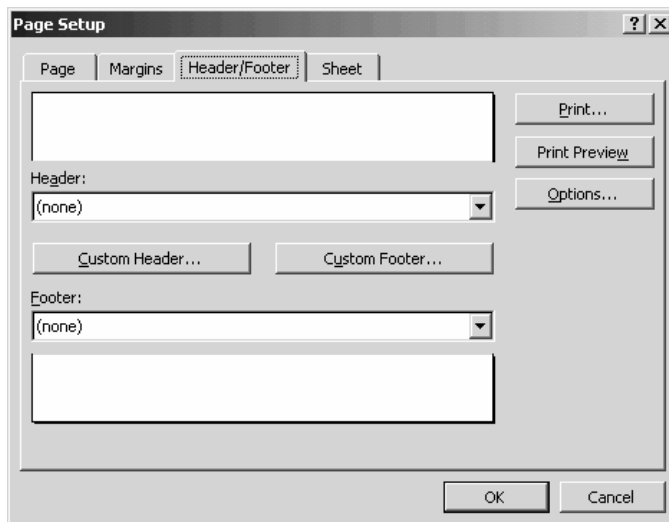 Page Setup
Page Margins Header/Footer Sheet
Print...
Print Preview
Options...
Header:
(none)
Custom Header... Custom Footer...
Footer:
(none)
OK Cancel